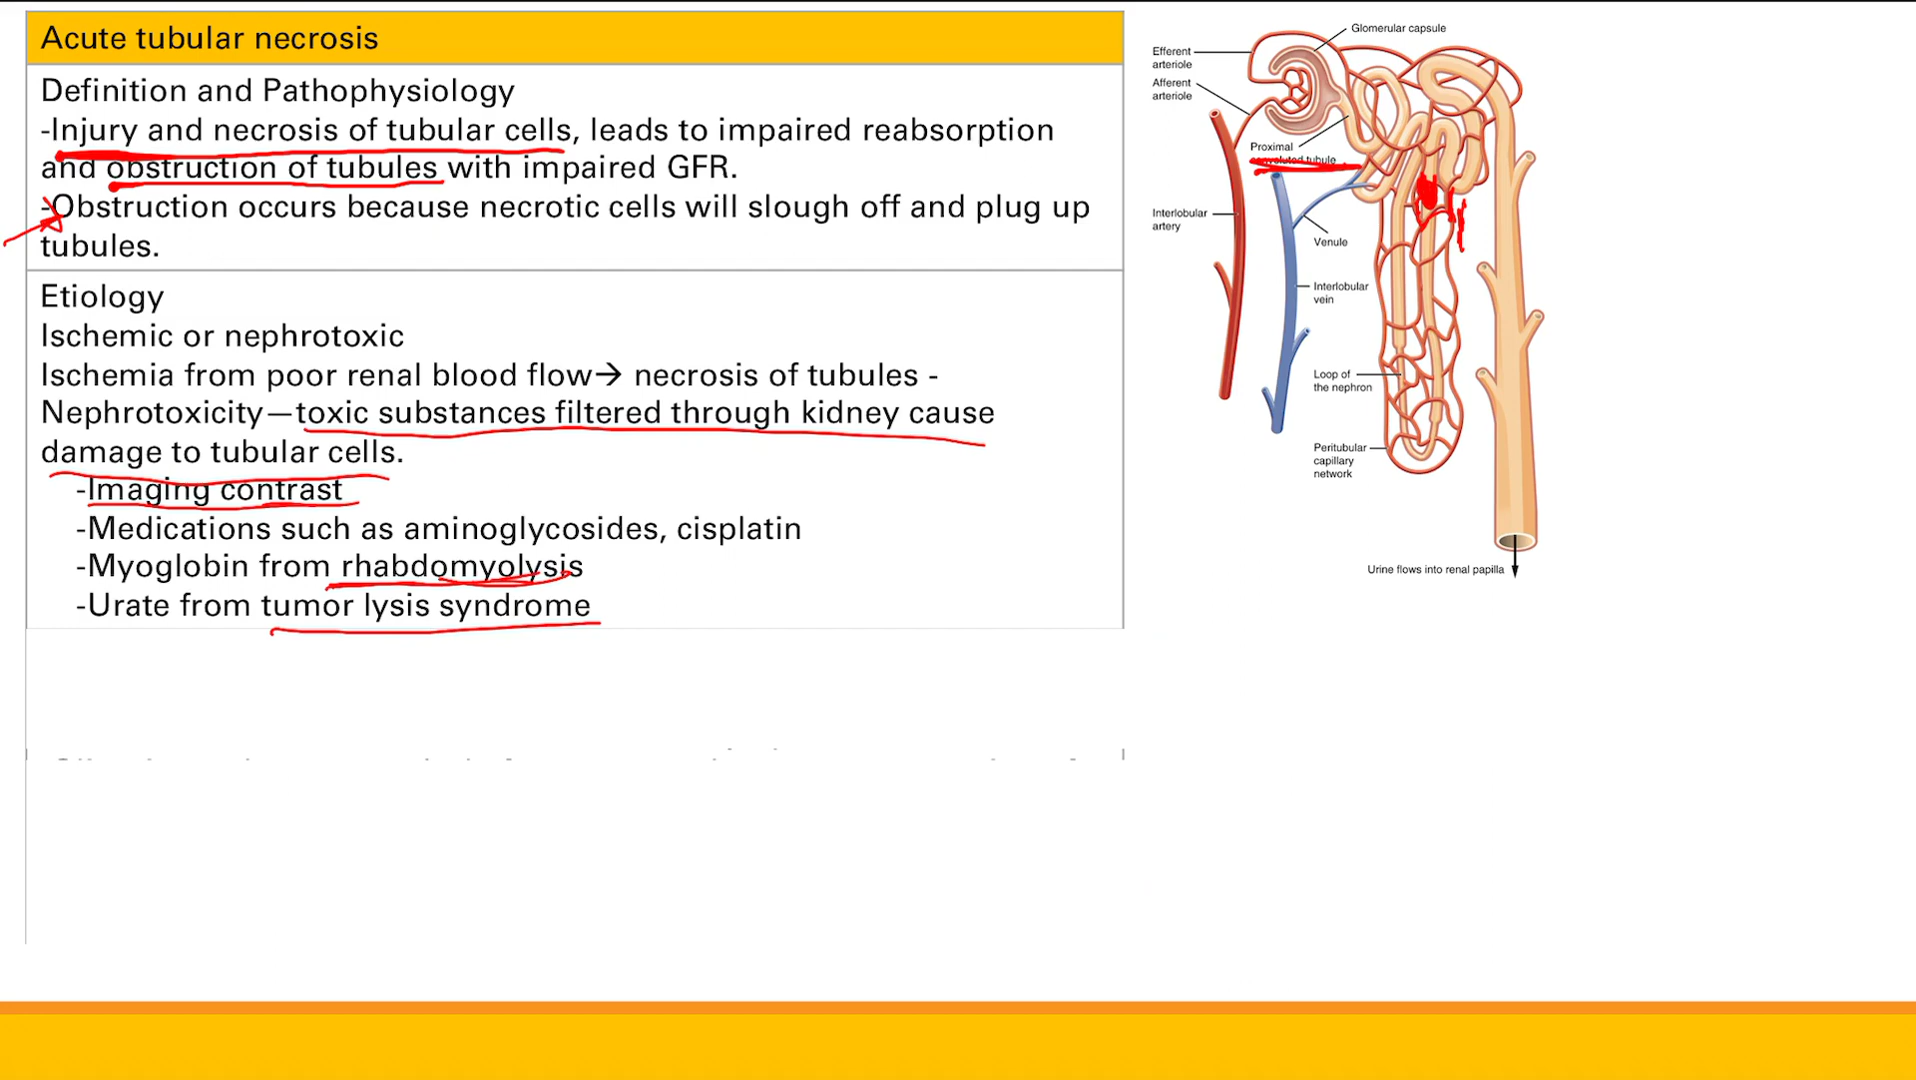 Acute tubular necrosis
Definition and Pathophysiology
-Injury and necrosis of tubular cells, leads to impaired reabsorption
and obstruction of tubules with impaired GFR.
-Obstruction occurs because necrotic cells will slough off and plug up
tubules.
Etiology
Ischemic or nephrotoxic
Ischemia from poor renal blood flow→ necrosis of tubules -
Nephrotoxicity—toxic substances filtered through kidney cause
damage to tubular cells.
-Imaging contrast
-Medications such as aminoglycosides, cisplatin
-Myoglobin from rhabdomyolysis
-Urate from tumor lysis syndrome
Glomerular capsule
Efferent
arteriole
Afferent
arteriole
Proximal
convoluted tubule
Interlobular
artery
Venule
Interlobular
vein
Loop of
the nephron
Peritubular
capillary
network
Urine flows into renal papilla